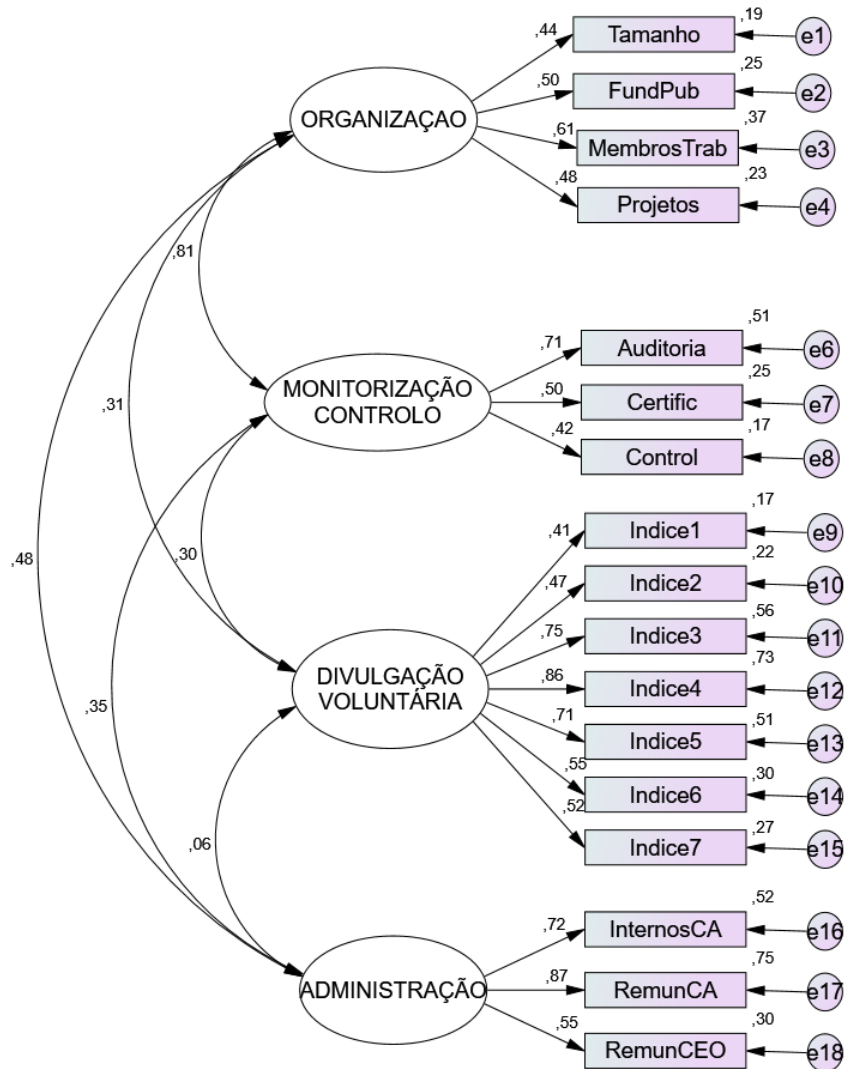 ,19
,44
Tamanho
e1
,25
,50
FundPub
e2
,37
ORGANIZAÇAO
,61
MembrosTrab
e3
,23
,48
Projetos
e4
,81
,51
,71
Auditoria
e6
MONITORIZAÇÃO
CONTROLO
,25
,50
Certific
e7
,31
,17
,42
Control
e8
,17
,41
Indice1
e9
,30
,48
,22
,47
Indice2
e10
,56
,75
Indice3
e11
DIVULGAÇÃO
VOLUNTÁRIA
,73
,86
Indice4
e12
,35
,51
,71
Indice5
e13
,30
,55
Indice6
e14
,27
,52
Indice7
e15
,06
,52
,72
InternosCA
e16
,75
ADMINISTRAÇÃO
,87
RemunCA
e17
,30
,55
RemunCEO
e18